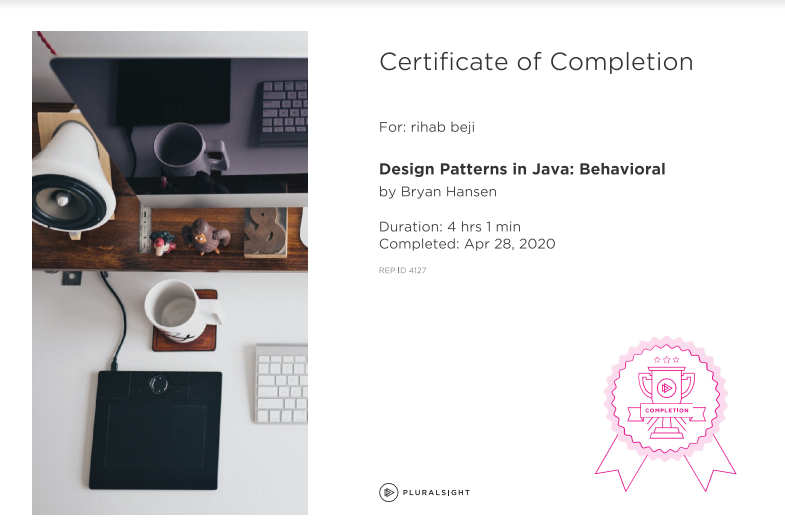 Certificate of Completion
For: rihab beji
Design Patterns in Java: Behavioral
by Bryan Hansen
Duration: 4 hrs 1 min
Completed: Apr 28, 2020
REP ID 4127
COMPLETION
PLURALSIGHT